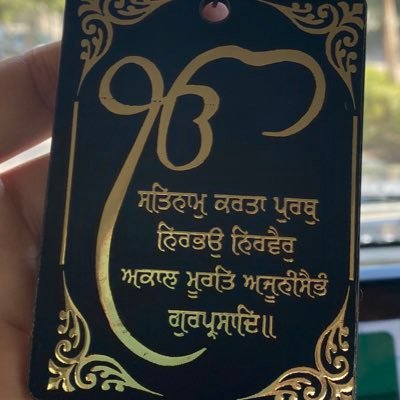 ੴ
ਸਤਿਨਾਮੁ ਕਰਤਾ ਪੁਰਖੁ
ਨਿਰਭਉ ਨਿਰਵੈਰੁ
ਅਕਾਲ ਮੂਰਤਿ ਅਜੂਨੀਸੈਭੰ
ਗੁਰਪ੍ਰਸਾਦਿ॥